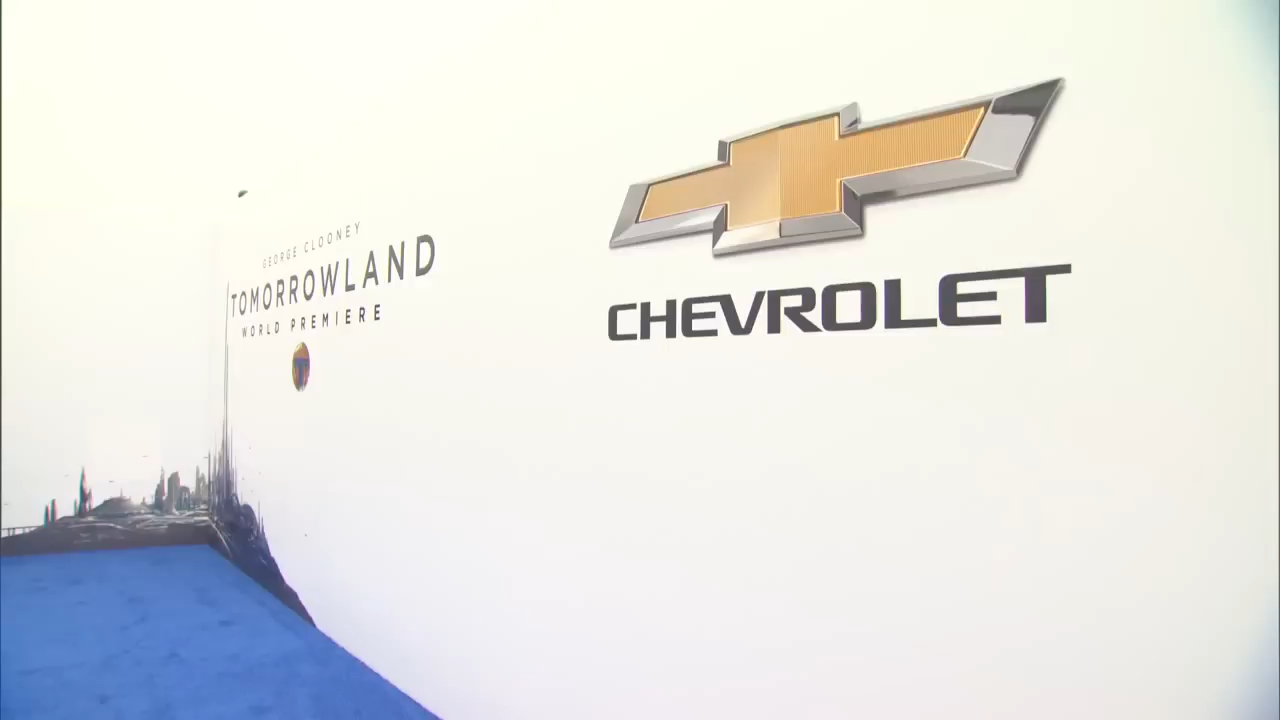 GEORGE CLOONEY
TOMORROWLAND
WORLD PREMIERE
T
CHEVROLET